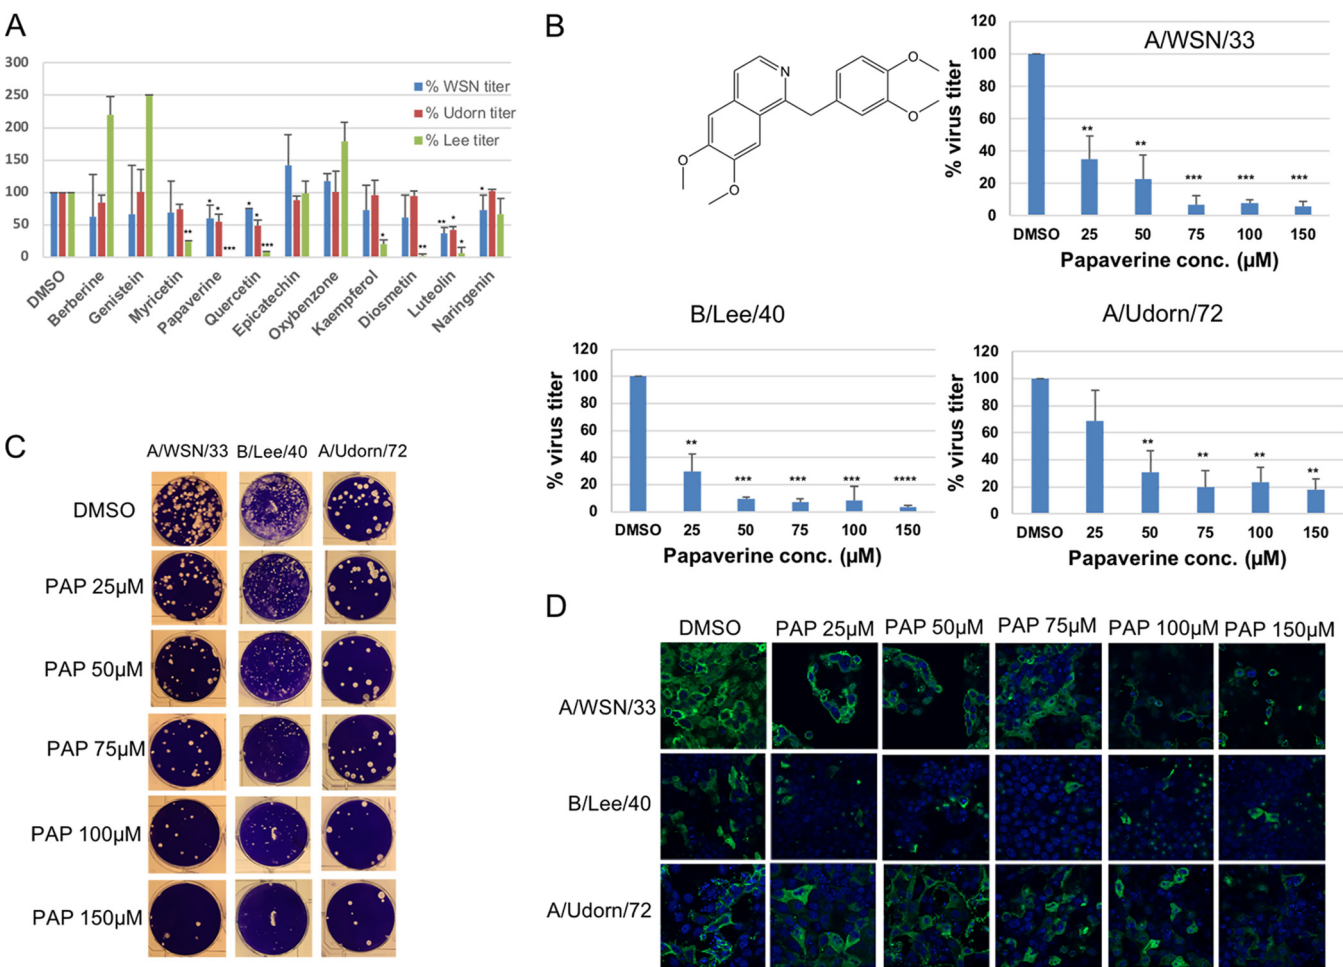 A
300
250
200
150
100
50
0
% WSN titer
% Udorn titer
% Lee titer
* * ***
* * ***
**
*
**
** * *
*
DMSO
Berberine
Genistein
Myricetin
Papaverine
Quercetin
Epicatechin
Oxybenzone
Kaempferol
Diosmetin
Luteolin
Naringenin
B
N
O
O
O
O
A/WSN/33
% virus titer
120
100
80
60
40
20
0
** ** *** *** ***
DMSO 25 50 75 100 150
Papaverine conc. (µM)
B/Lee/40
% virus titer
120
100
80
60
40
20
0
** *** *** *** ****
DMSO 25 50 75 100 150
Papaverine conc. (µM)
A/Udorn/72
% virus titer
120
100
80
60
40
20
0
** ** ** **
DMSO 25 50 75 100 150
Papaverine conc. (µM)
C
A/WSN/33 B/Lee/40 A/Udorn/72
DMSO
PAP 25µM
PAP 50µM
PAP 75µM
PAP 100µM
PAP 150µM
D
DMSO PAP 25µM PAP 50µM PAP 75µM PAP 100µM PAP 150µM
A/WSN/33
B/Lee/40
A/Udorn/72